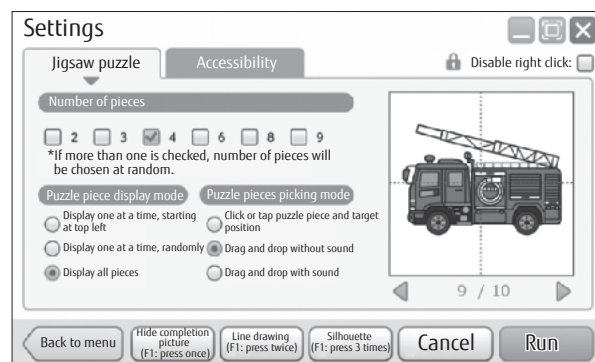 Settings
Jigsaw puzzle
Accessibility
Disable right click:
Number of pieces
2 3 4 6 8 9
*If more than one is checked, number of pieces will
be chosen at random.
Puzzle piece display mode
Display one at a time, starting
at top left
Display one at a time, randomly
Display all pieces
Puzzle pieces picking mode
Click or tap puzzle piece and target
position
Drag and drop without sound
Drag and drop with sound
9 / 10
Back to menu
Hide completion
picture
(F1: press once)
Line drawing
(F1: press twice)
Silhouette
(F1: press 3 times)
Cancel
Run